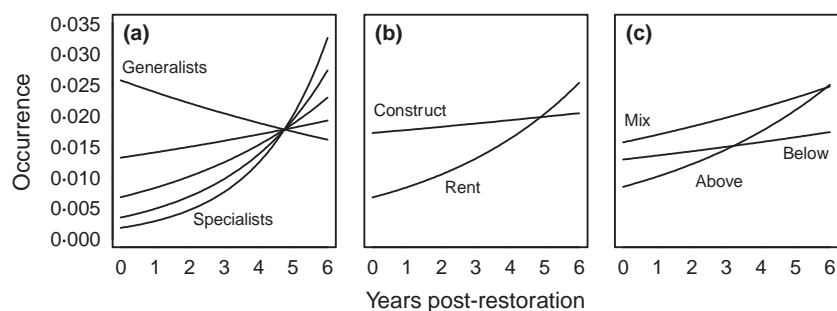 0·035
0·030
0·025
0·020
0·015
0·010
0·005
0·000
Occurrence
(a)
Generalists
Specialists
0 1 2 3 4 5 6
(b)
Construct
Rent
0 1 2 3 4 5 6
(c)
Mix
Below
Above
0 1 2 3 4 5 6
Years post-restoration